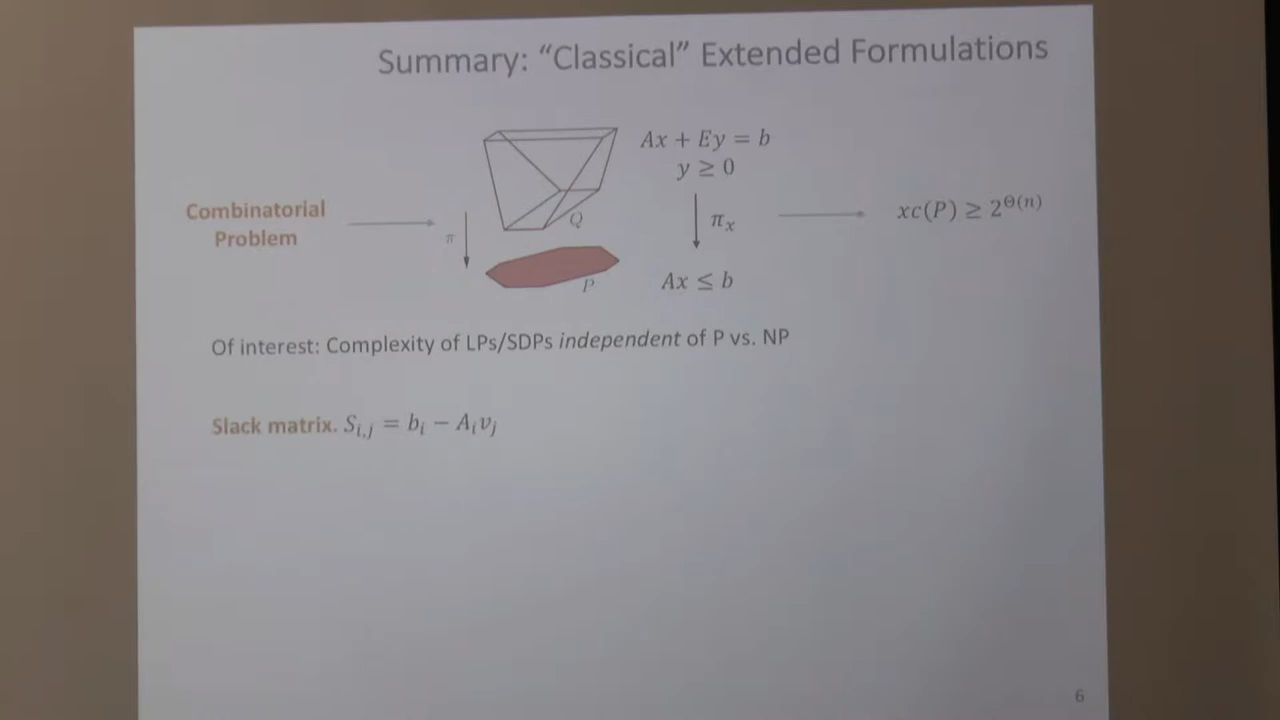 Summary: “Classical” Extended Formulations
Ax + Ey = b
y ≥ 0
Combinatorial
Problem
π
Q
π_x
xc(P) ≥ 2^{Θ(n)}
P
Ax ≤ b
Of interest: Complexity of LPs/SDPs independent of P vs. NP
Slack matrix. S_{i,j} = b_i − A_i v_j
6